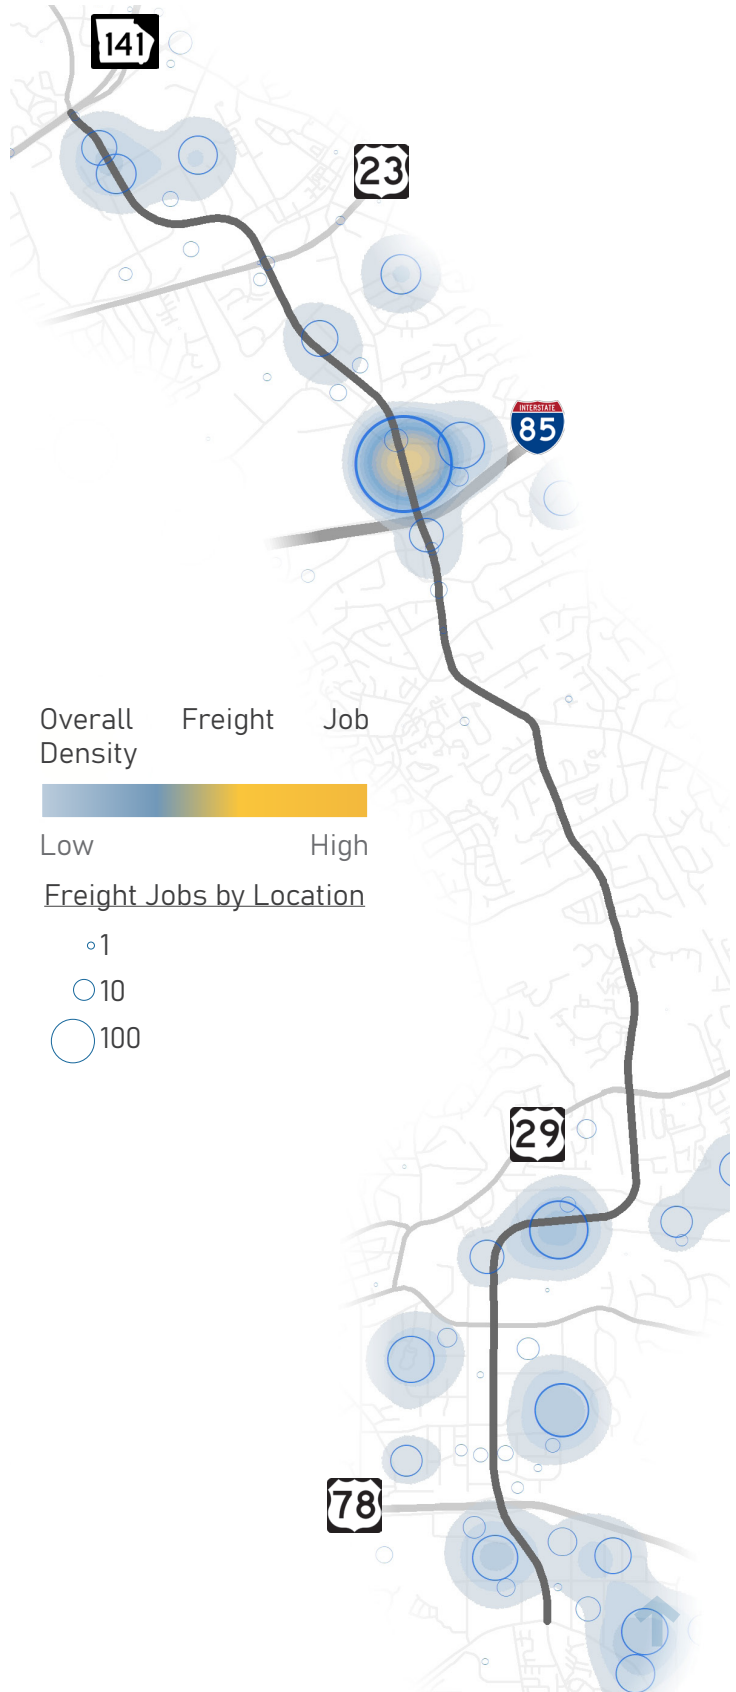 141
23
INTERSTATE
85
Overall Freight Job
Density
Low High
Freight Jobs by Location
1
10
100
29
78